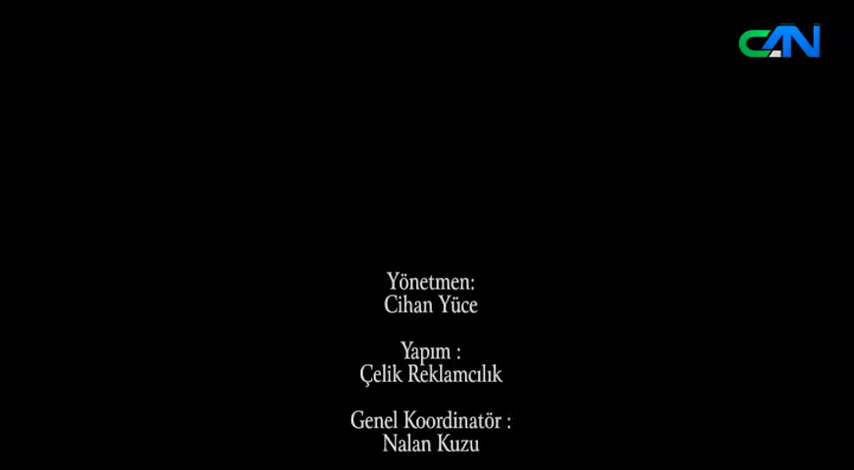 CAN
Yönetmen:
Cihan Yüce
Yapım :
Çelik Reklamcılık
Genel Koordinatör :
Nalan Kuzu